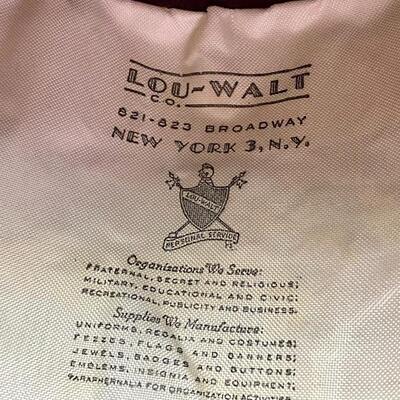 LOU-WALT
CO.
821-823 BROADWAY
NEW YORK 3, N.Y.
LOU-WALT
PERSONAL SERVICE
Organizations We Serve:
FRATERNAL, SECRET AND RELIGIOUS;
MILITARY, EDUCATIONAL AND CIVIC;
RECREATIONAL, PUBLICITY AND BUSINESS.
Supplies We Manufacture:
UNIFORMS, REGALIA AND COSTUMES;
FEZZES, FLAGS AND BANNERS;
JEWELS, BADGES AND BUTTONS;
EMBLEMS, INSIGNIA AND EQUIPMENT;
PARAPHERNALIA FOR ORGANIZATION ACTIVITIES